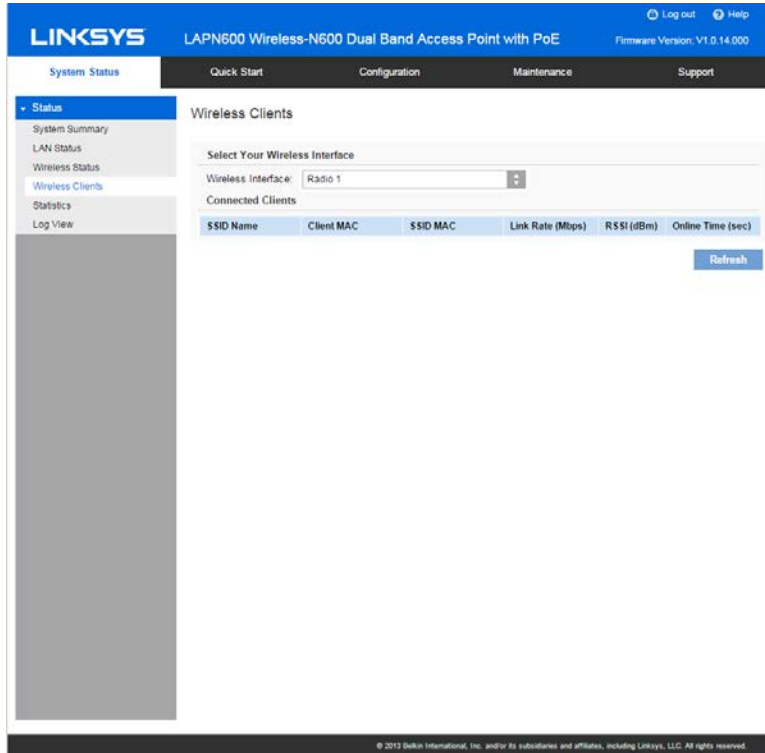 Log out Help
LINKSYS LAPN600 Wireless-N600 Dual Band Access Point with PoE Firmware Version: V1.0.14.000
System Status Quick Start Configuration Maintenance Support
Status
System Summary
LAN Status
Wireless Status
Wireless Clients
Statistics
Log View
Wireless Clients
Select Your Wireless Interface
Wireless Interface: Radio 1
Connected Clients
SSID Name Client MAC SSID MAC Link Rate (Mbps) RSSI (dBm) Online Time (sec)
Refresh
© 2013 Belkin International, Inc. and/or its subsidiaries and affiliates, including Linksys, LLC. All rights reserved.